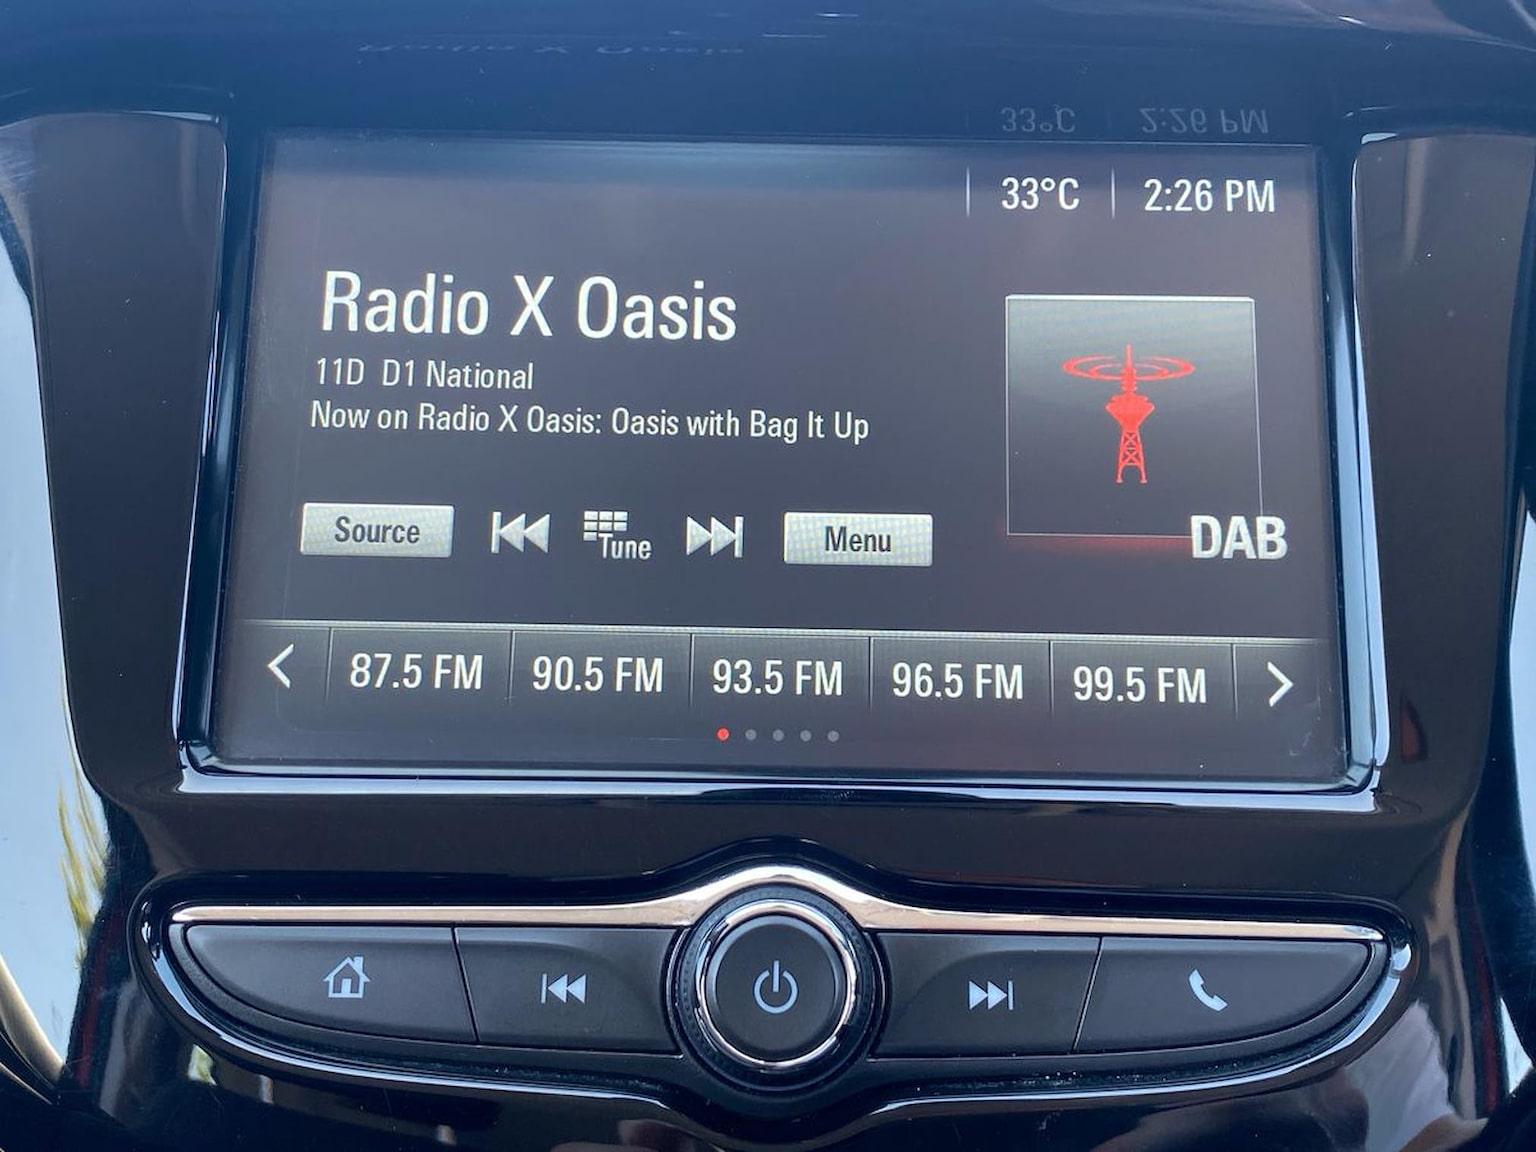 33°C 2:26 PM
Radio X Oasis
11D D1 National
Now on Radio X Oasis: Oasis with Bag It Up
DAB
Source Tune Menu
87.5 FM 90.5 FM 93.5 FM 96.5 FM 99.5 FM